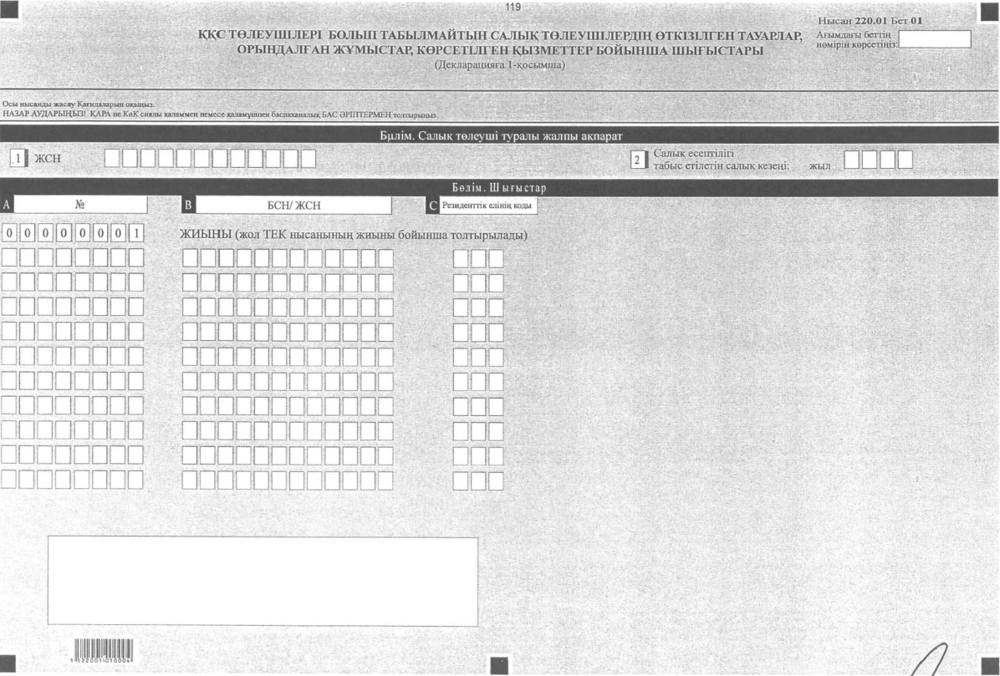 119
Нысан 220.01 Бет 01
ҚҚС ТӨЛЕУШІЛЕРІ БОЛЫП ТАБЫЛМАЙТЫН САЛЫҚ ТӨЛЕУШІЛЕРДІҢ ӨТКІЗІЛГЕН ТАУАРЛАР,
ОРЫНДАЛҒАН ЖҰМЫСТАР, КӨРСЕТІЛГЕН ҚЫЗМЕТТЕР БОЙЫНША ШЫҒЫСТАРЫ
(Декларацияға 1-қосымша)
Ағымдағы беттің
нөмірін көрсетіңіз:
Осы нысанды жасау Қағидаларын оқыңыз.
НАЗАР АУДАРЫҢЫЗ! ҚАРА не КөК сиялы қаламмен немесе қаламұшпен баспаханалық БАС ӘРІПТЕРМЕН толтырыңыз.
Бңлім. Салық төлеуші туралы жалпы ақпарат
1 ЖСН
2 Салық есептілігі
табыс етілетін салық кезеңі: жыл
Бөлім. Шығыстар
A № B БСН/ ЖСН C Резиденттік елінің коды
0 0 0 0 0 0 0 1 ЖИЫНЫ (жол ТЕК нысанының жиыны бойынша толтырылады)
1522001010004